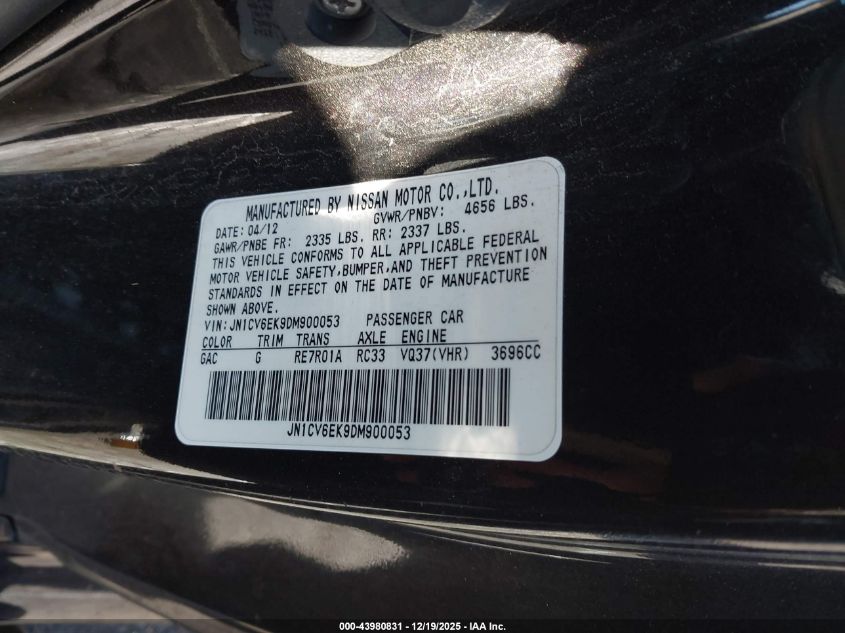 MANUFACTURED BY NISSAN MOTOR CO.,LTD.
DATE: 04/12 GVWR/PNBV: 4656 LBS.
GAWR/PNBE FR: 2335 LBS. RR: 2337 LBS.
THIS VEHICLE CONFORMS TO ALL APPLICABLE FEDERAL
MOTOR VEHICLE SAFETY,BUMPER,AND THEFT PREVENTION
STANDARDS IN EFFECT ON THE DATE OF MANUFACTURE
SHOWN ABOVE.
VIN:JN1CV6EK9DM900053 PASSENGER CAR
COLOR TRIM TRANS AXLE ENGINE
GAC G RE7R01A RC33 VQ37(VHR) 3696CC
JN1CV6EK9DM900053
000-43980831 - 12/19/2025 - IAA Inc.